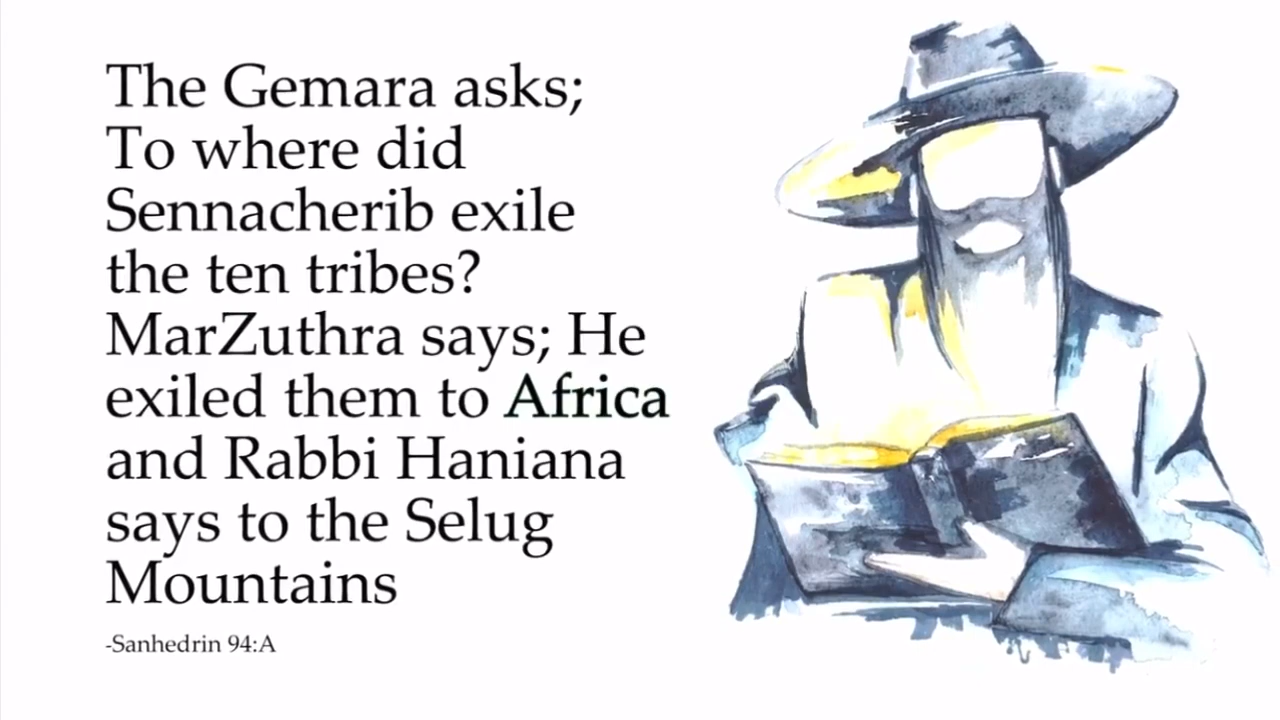 The Gemara asks;
To where did
Sennacherib exile
the ten tribes?
MarZuthra says; He
exiled them to Africa
and Rabbi Haniana
says to the Selug
Mountains
-Sanhedrin 94:A